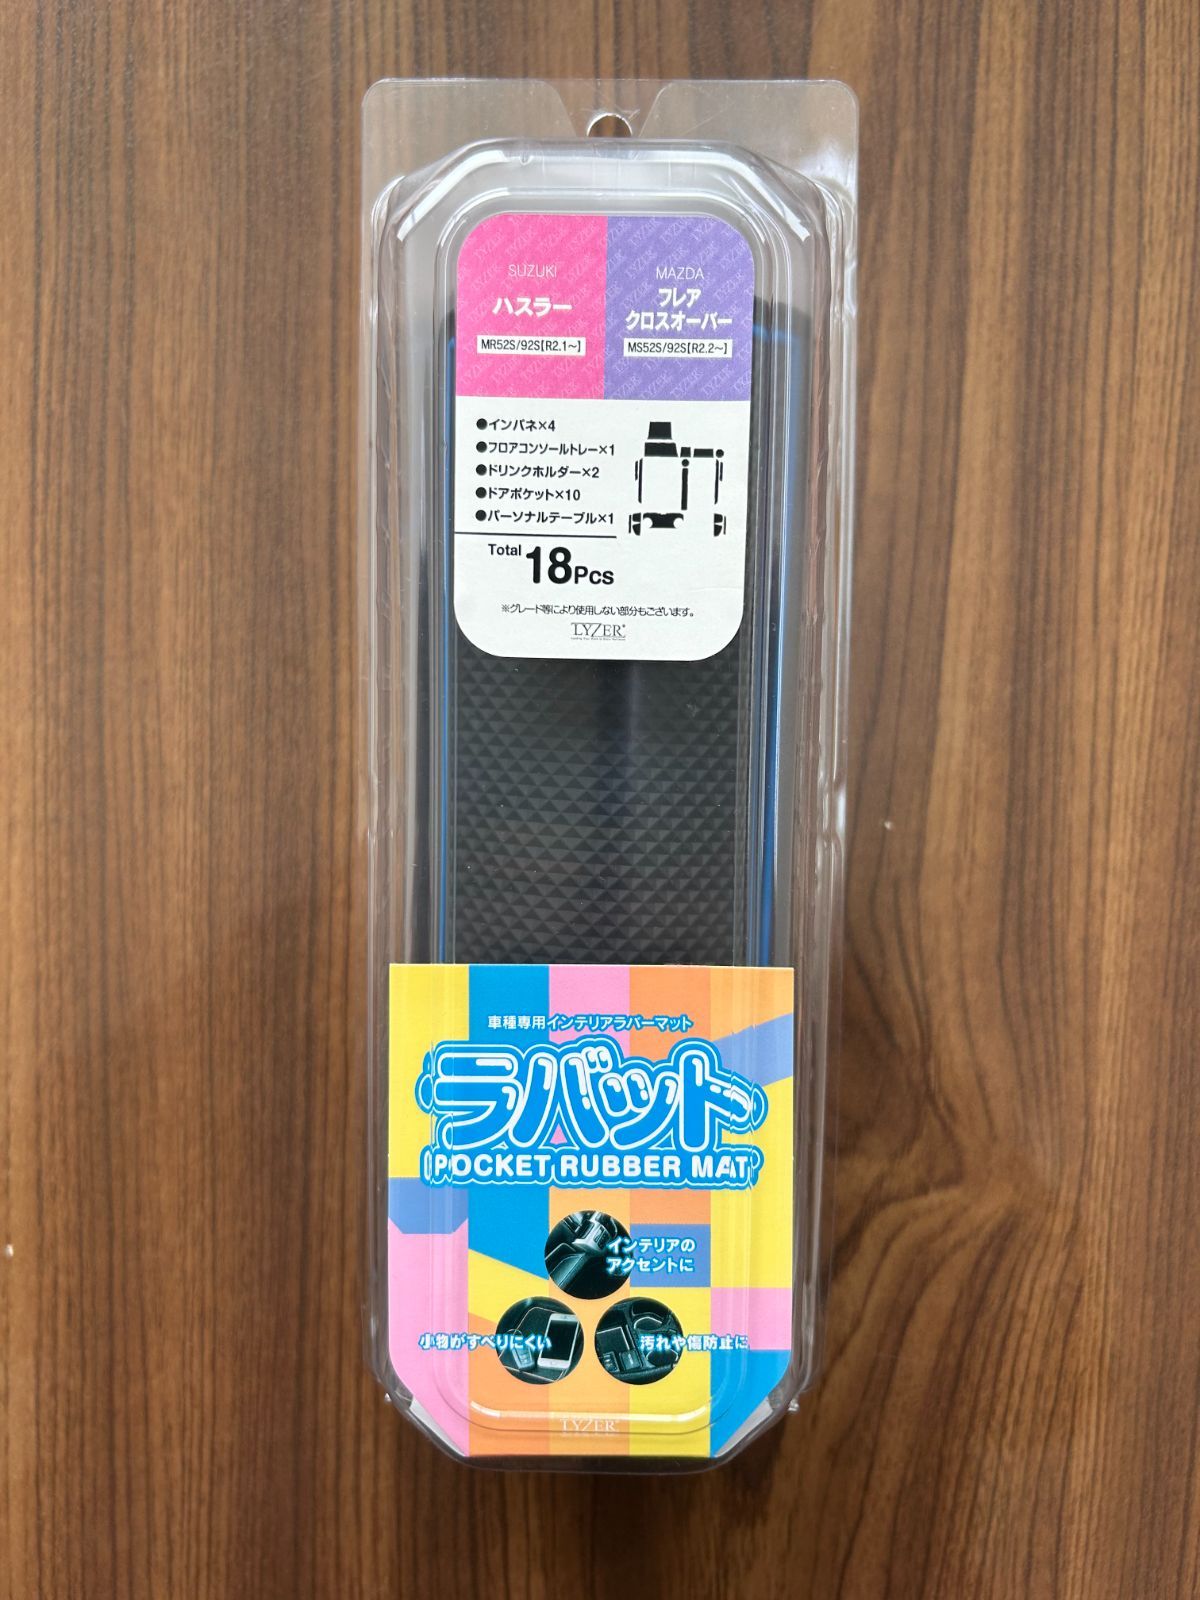 SUZUKI
ハスラー
MR52S/92S【R2.1〜】
MAZDA
フレア
クロスオーバー
MS52S/92S【R2.2〜】
●インパネ×4
●フロアコンソールトレー×1
●ドリンクホルダー×2
●ドアポケット×10
●パーソナルテーブル×1
Total 18Pcs
※グレード等により使用しない部分もございます。
LYZER
車種専用インテリアラバーマット
ラバット
POCKET RUBBER MAT
インテリアの
アクセントに
小物がすべりにくい
汚れや傷防止に
LYZER